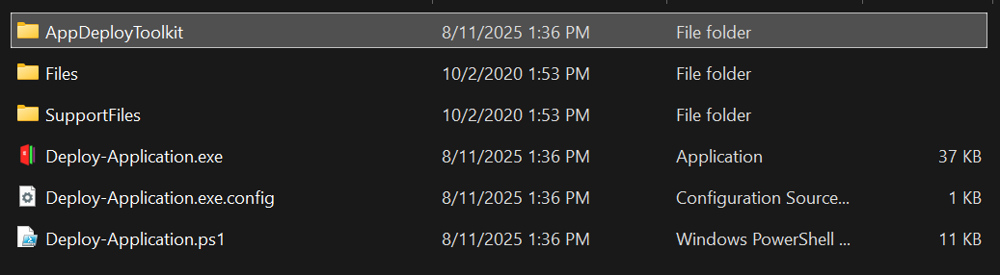 AppDeployToolkit 8/11/2025 1:36 PM File folder
Files 10/2/2020 1:53 PM File folder
SupportFiles 10/2/2020 1:53 PM File folder
Deploy-Application.exe 8/11/2025 1:36 PM Application 37 KB
Deploy-Application.exe.config 8/11/2025 1:36 PM Configuration Source... 1 KB
Deploy-Application.ps1 8/11/2025 1:36 PM Windows PowerShell ... 11 KB